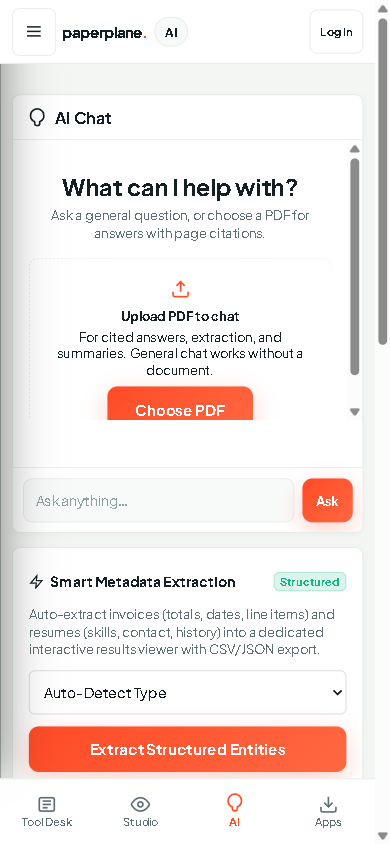 paperplane.
AI
Log In
AI Chat
What can I help with?
Ask a general question, or choose a PDF for
answers with page citations.
Upload PDF to chat
For cited answers, extraction, and
summaries. General chat works without a
document.
Choose PDF
Ask anything...
Ask
Smart Metadata Extraction
Structured
Auto-extract invoices (totals, dates, line items) and
resumes (skills, contact, history) into a dedicated
interactive results viewer with CSV/JSON export.
Auto-Detect Type
Extract Structured Entities
Tool Desk
Studio
AI
Apps